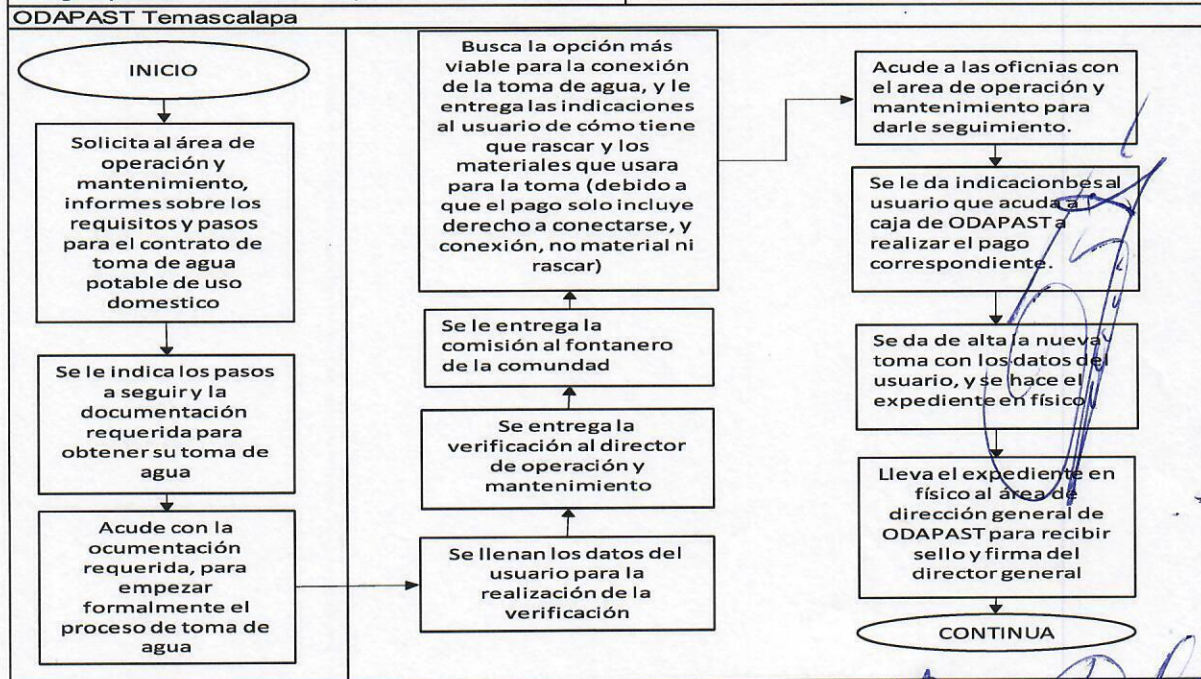 ODAPAST Temascalapa
INICIO
Solicita al área de
operación y
mantenimiento,
informes sobre los
requisitos y pasos
para el contrato de
toma de agua
potable de uso
domestico
Se le indica los pasos
a seguir y la
documentación
requerida para
obtener su toma de
agua
Acude con la
ocumentación
requerida, para
empezar
formalmente el
proceso de toma de
agua
Se llenan los datos del
usuario para la
realización de la
verificación
Se entrega la
verificación al director
de operación y
mantenimiento
Se le entrega la
comisión al fontanero
de la comundad
Busca la opción más
viable para la conexión
de la toma de agua, y le
entrega las indicaciones
al usuario de cómo tiene
que rascar y los
materiales que usara
para la toma (debido a
que el pago solo incluye
derecho a conectarse, y
conexión, no material ni
rascar)
Acude a las oficnias con
el area de operación y
mantenimiento para
darle seguimiento.
Se le da indicacionbes al
usuario que acuda a
caja de ODAPAST a
realizar el pago
correspondiente.
Se da de alta la nueva
toma con los datos del
usuario, y se hace el
expediente en físico
Lleva el expediente en
físico al área de
dirección general de
ODAPAST para recibir
sello y firma del
director general
CONTINUA